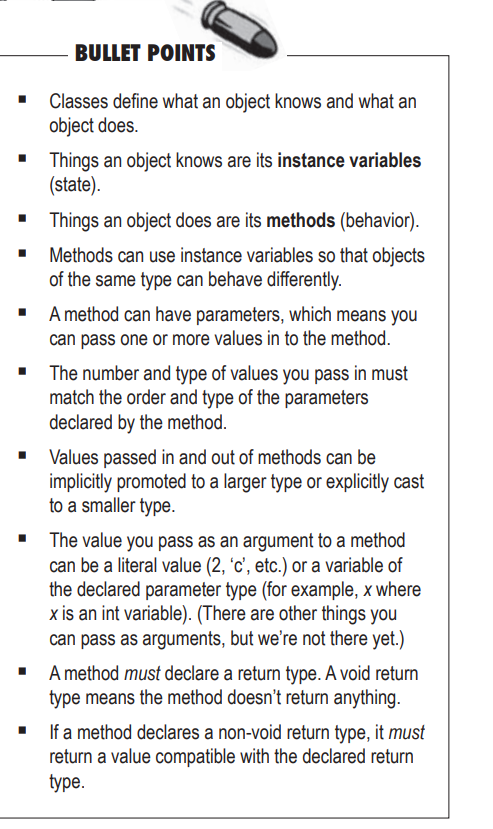 BULLET POINTS
▪ Classes define what an object knows and what an
object does.
▪ Things an object knows are its instance variables
(state).
▪ Things an object does are its methods (behavior).
▪ Methods can use instance variables so that objects
of the same type can behave differently.
▪ A method can have parameters, which means you
can pass one or more values in to the method.
▪ The number and type of values you pass in must
match the order and type of the parameters
declared by the method.
▪ Values passed in and out of methods can be
implicitly promoted to a larger type or explicitly cast
to a smaller type.
▪ The value you pass as an argument to a method
can be a literal value (2, ‘c’, etc.) or a variable of
the declared parameter type (for example, x where
x is an int variable). (There are other things you
can pass as arguments, but we’re not there yet.)
▪ A method must declare a return type. A void return
type means the method doesn’t return anything.
▪ If a method declares a non-void return type, it must
return a value compatible with the declared return
type.